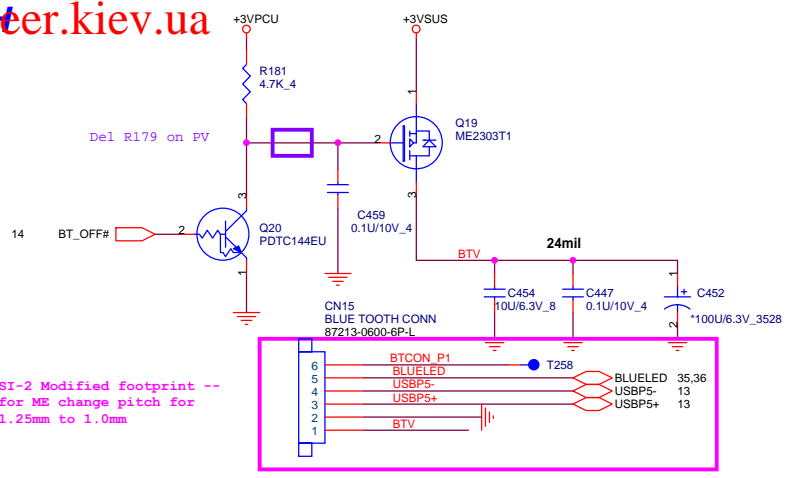 eer.kiev.ua
+3VPCU
+3VSUS
R181
4.7K_4
1
Q19
ME2303T1
Del R179 on PV
2
3
C459
0.1U/10V_4
3
14
BT_OFF#
2
Q20
PDTC144EU
1
BTV
24mil
C454
10U/6.3V_8
C447
0.1U/10V_4
1
+
C452
2
*100U/6.3V_3528
CN15
BLUE TOOTH CONN
87213-0600-6P-L
6
BTCON_P1
T258
5
BLUELED
BLUELED 35,36
4
USBP5-
USBP5- 13
3
USBP5+
USBP5+ 13
2
1
BTV
SI-2 Modified footprint --
for ME change pitch for
1.25mm to 1.0mm